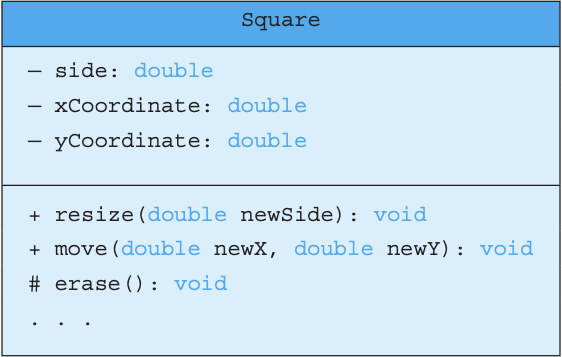 Square
– side: double
– xCoordinate: double
– yCoordinate: double
+ resize(double newSide): void
+ move(double newX, double newY): void
# erase(): void
. . .